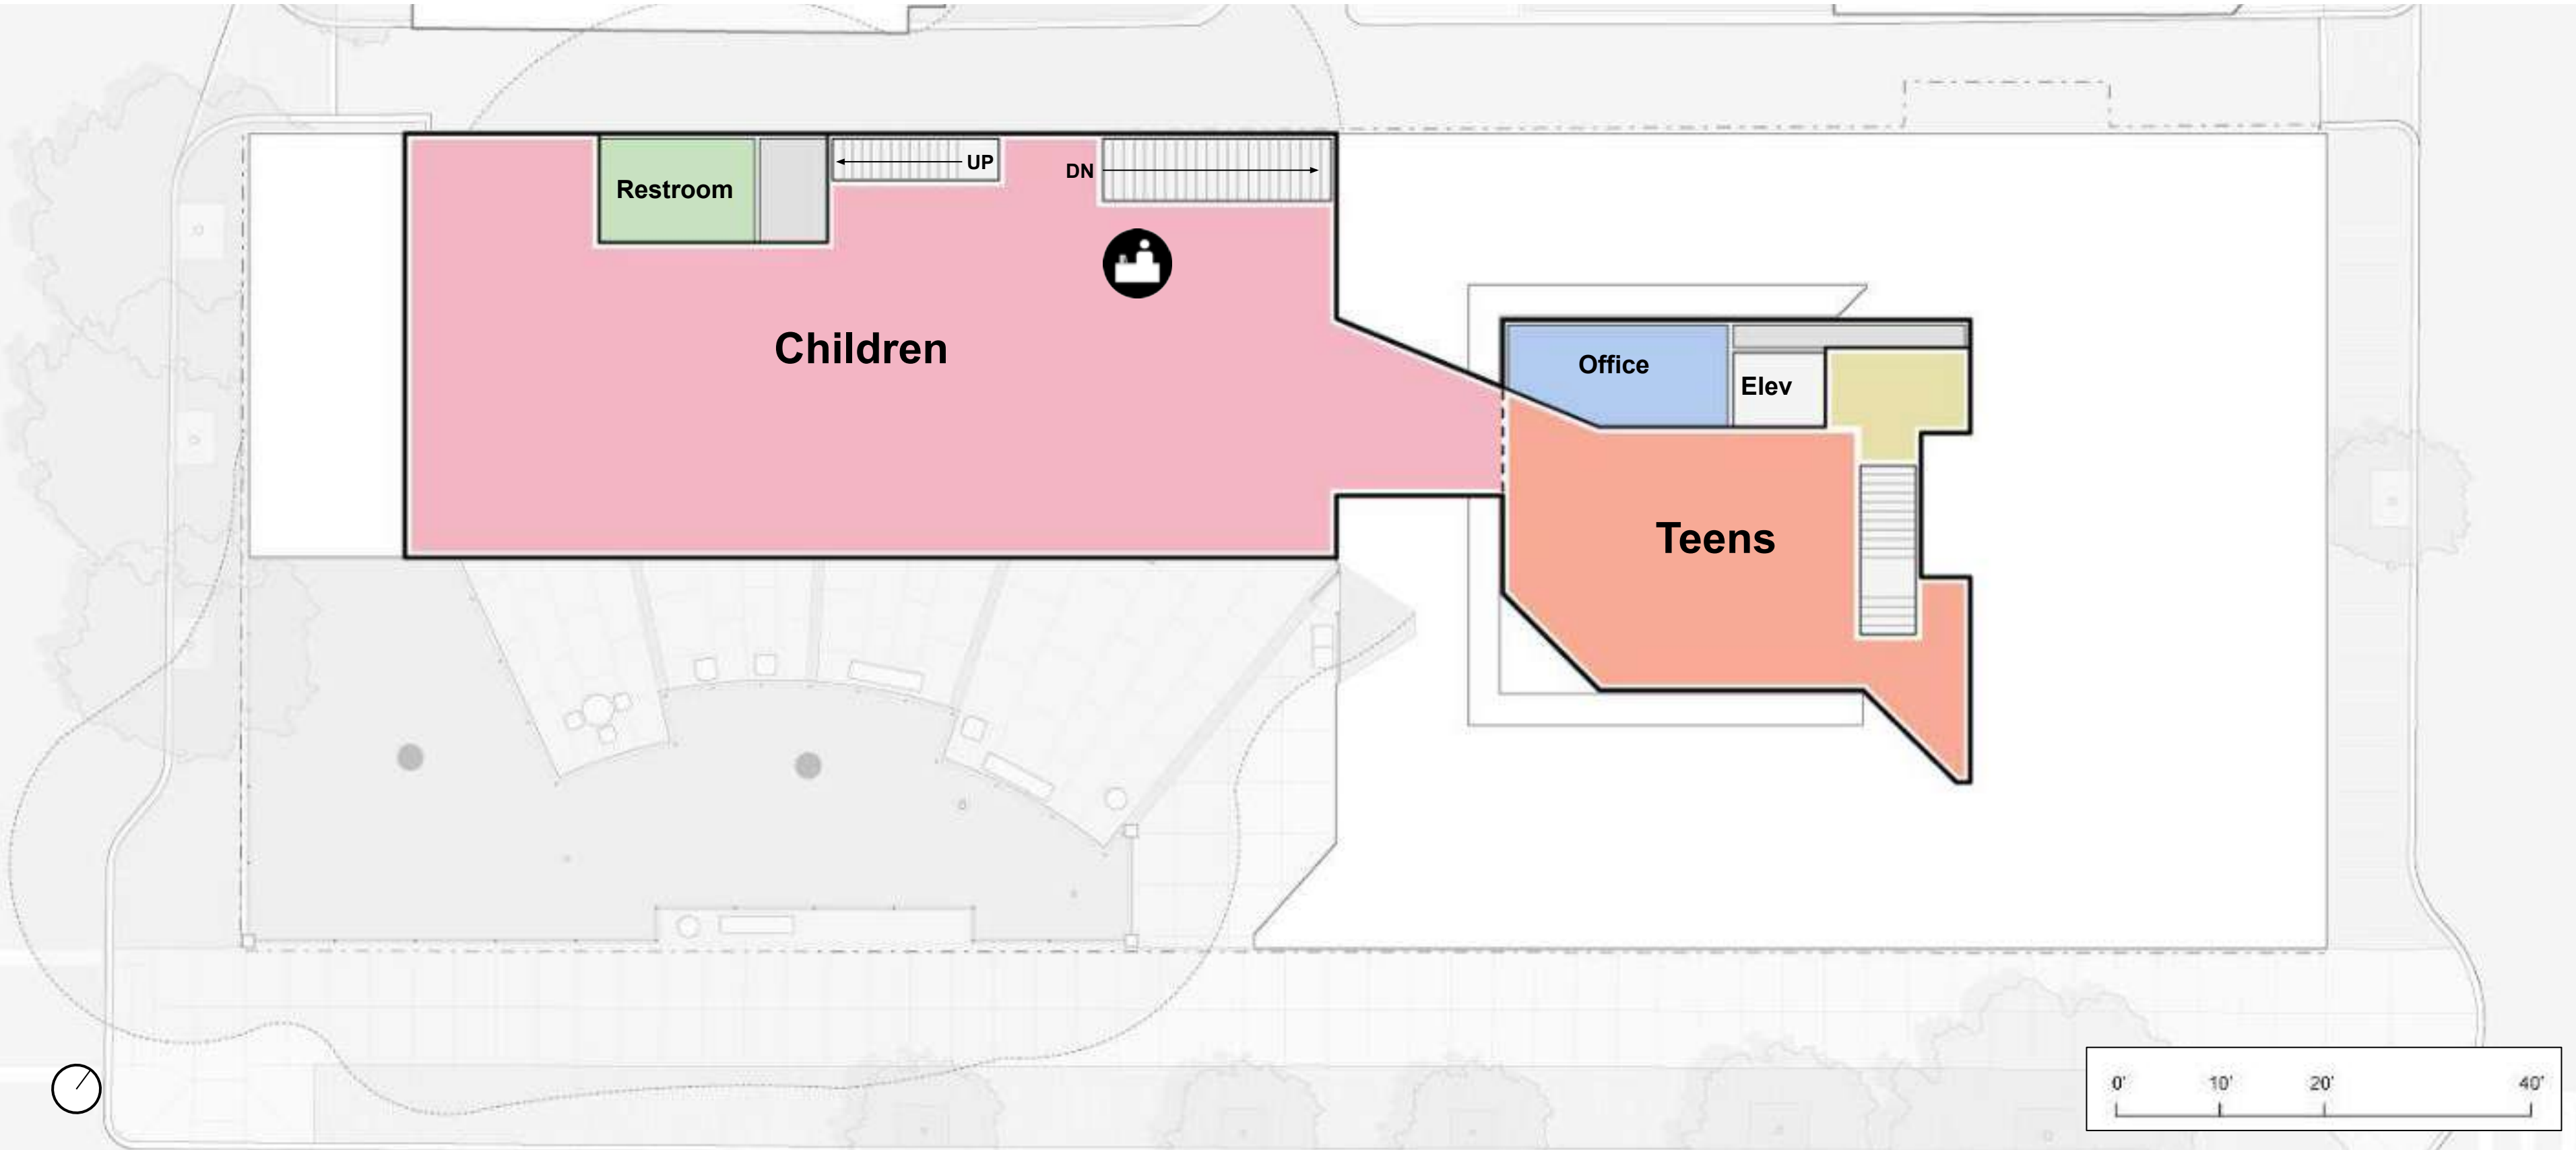 UP
DN
Restroom
Children
Office
Elev
Teens
0' 10' 20' 40'